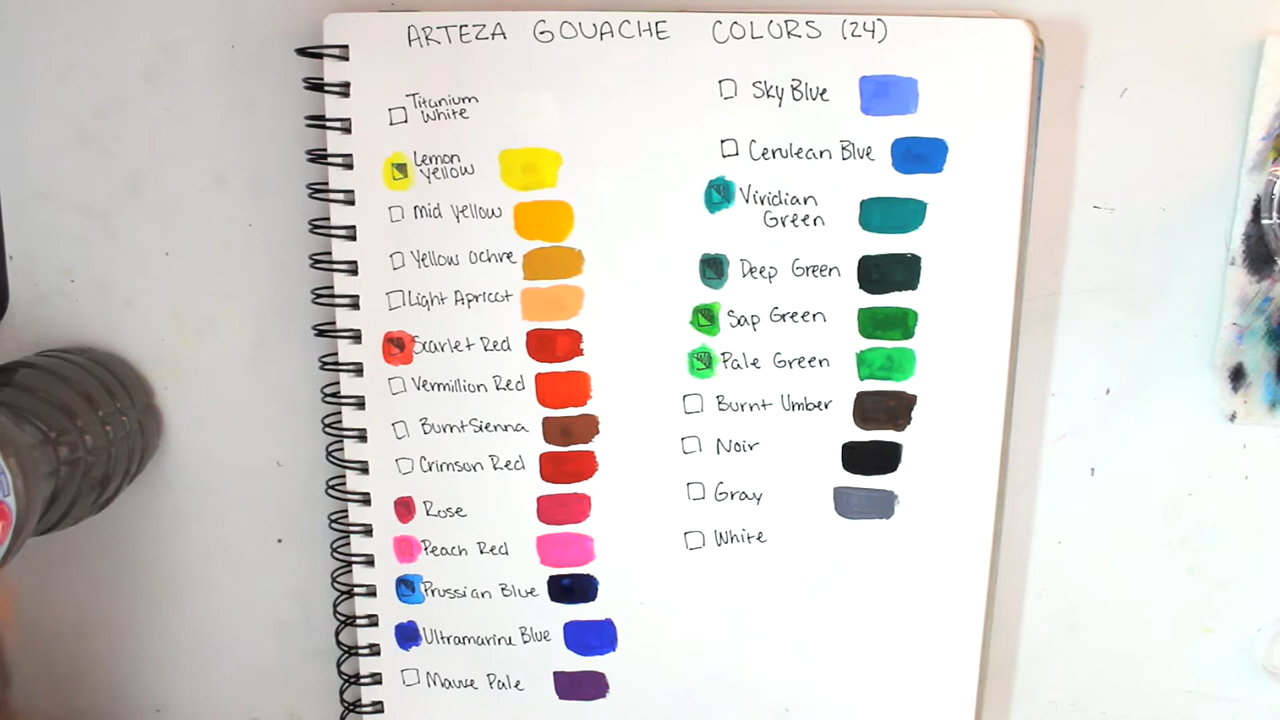 ARTEZA GOUACHE COLORS (24)
Titanium
White
Lemon
Yellow
mid yellow
Yellow Ochre
Light Apricot
Scarlet Red
Vermillion Red
Burnt Sienna
Crimson Red
Rose
Peach Red
Prussian Blue
Ultramarine Blue
Mauve Pale
Sky Blue
Cerulean Blue
Viridian
Green
Deep Green
Sap Green
Pale Green
Burnt Umber
Noir
Gray
White